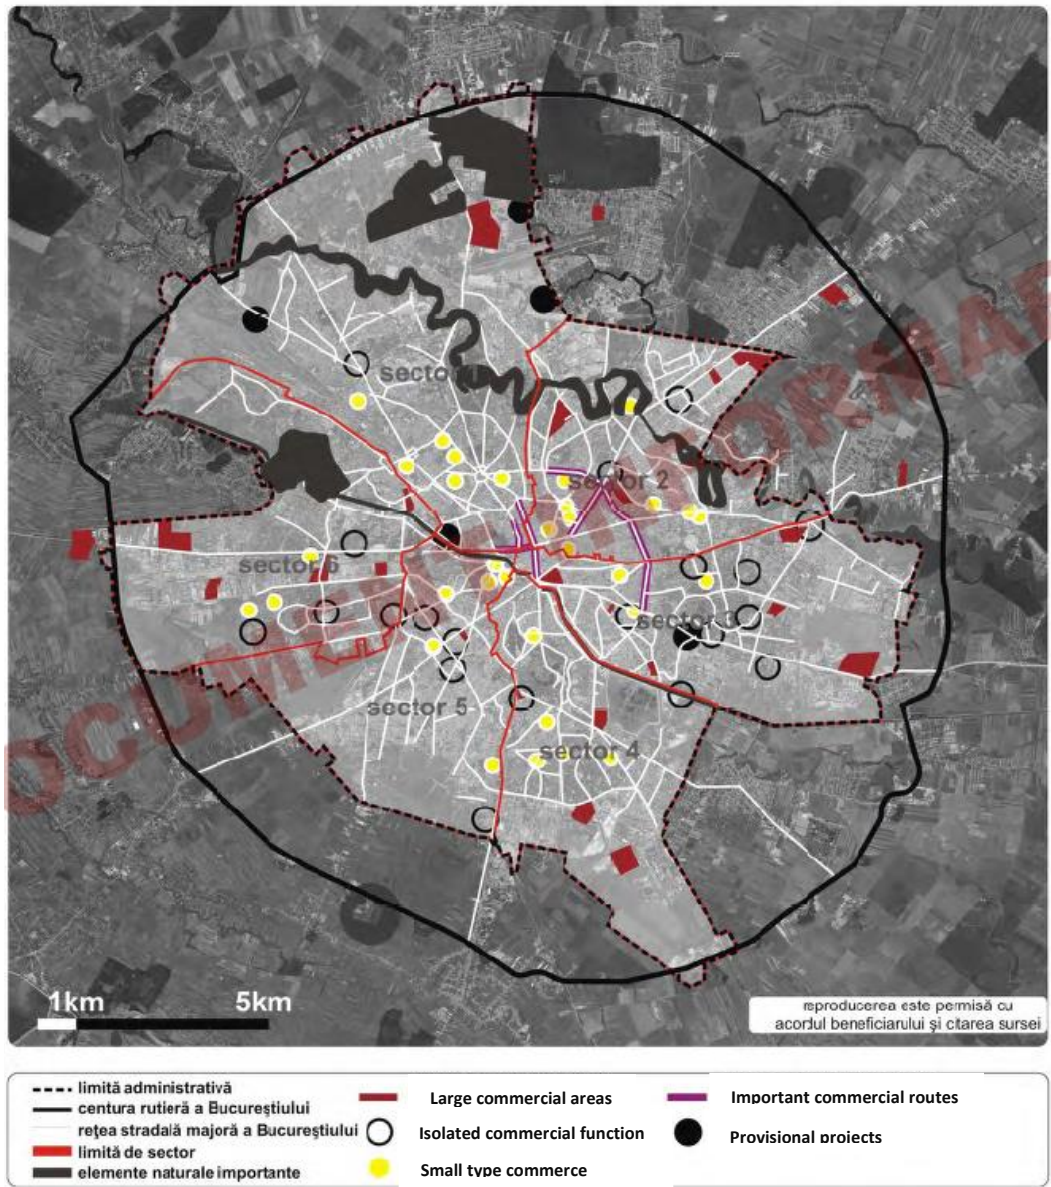 sector 1
sector 2
sector 6
sector 3
sector 5
sector 4
DOCUMENT INFORMA
1km 5km
reproducerea este permisă cu
acordul beneficiarului şi citarea sursei
limită administrativă
centura rutieră a Bucureştiului
reţea stradală majoră a Bucureştiului
limită de sector
elemente naturale importante
Large commercial areas
Isolated commercial function
Small type commerce
Important commercial routes
Provisional projects